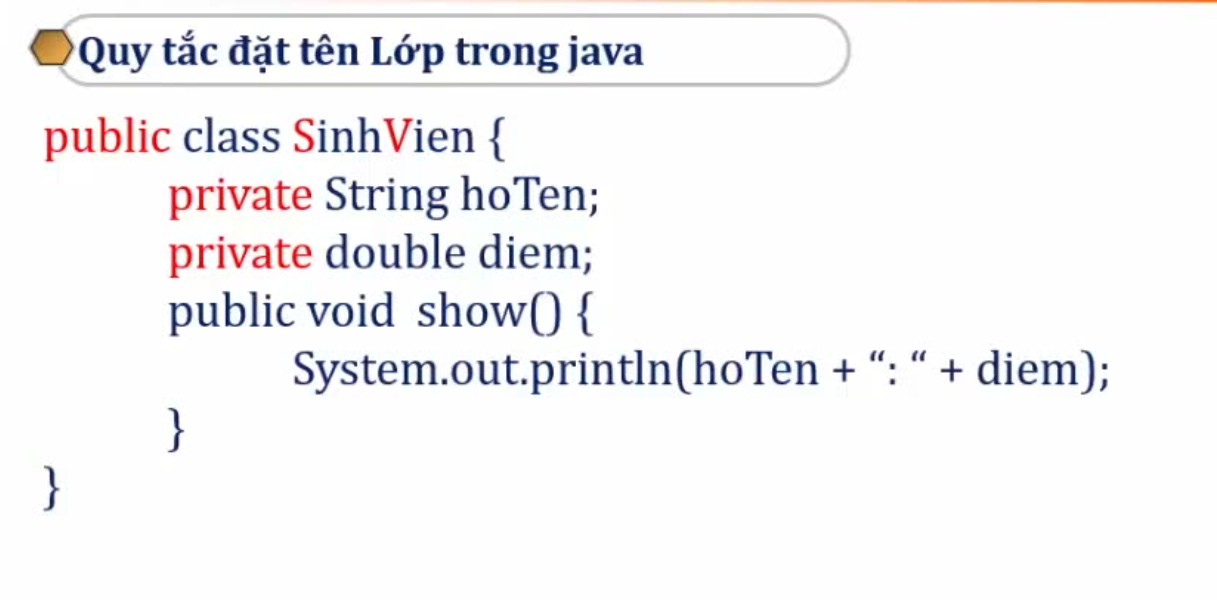 Quy tắc đặt tên Lớp trong java
public class SinhVien {
private String hoTen;
private double diem;
public void  show() {
System.out.println(hoTen + “: “ + diem);
}
}